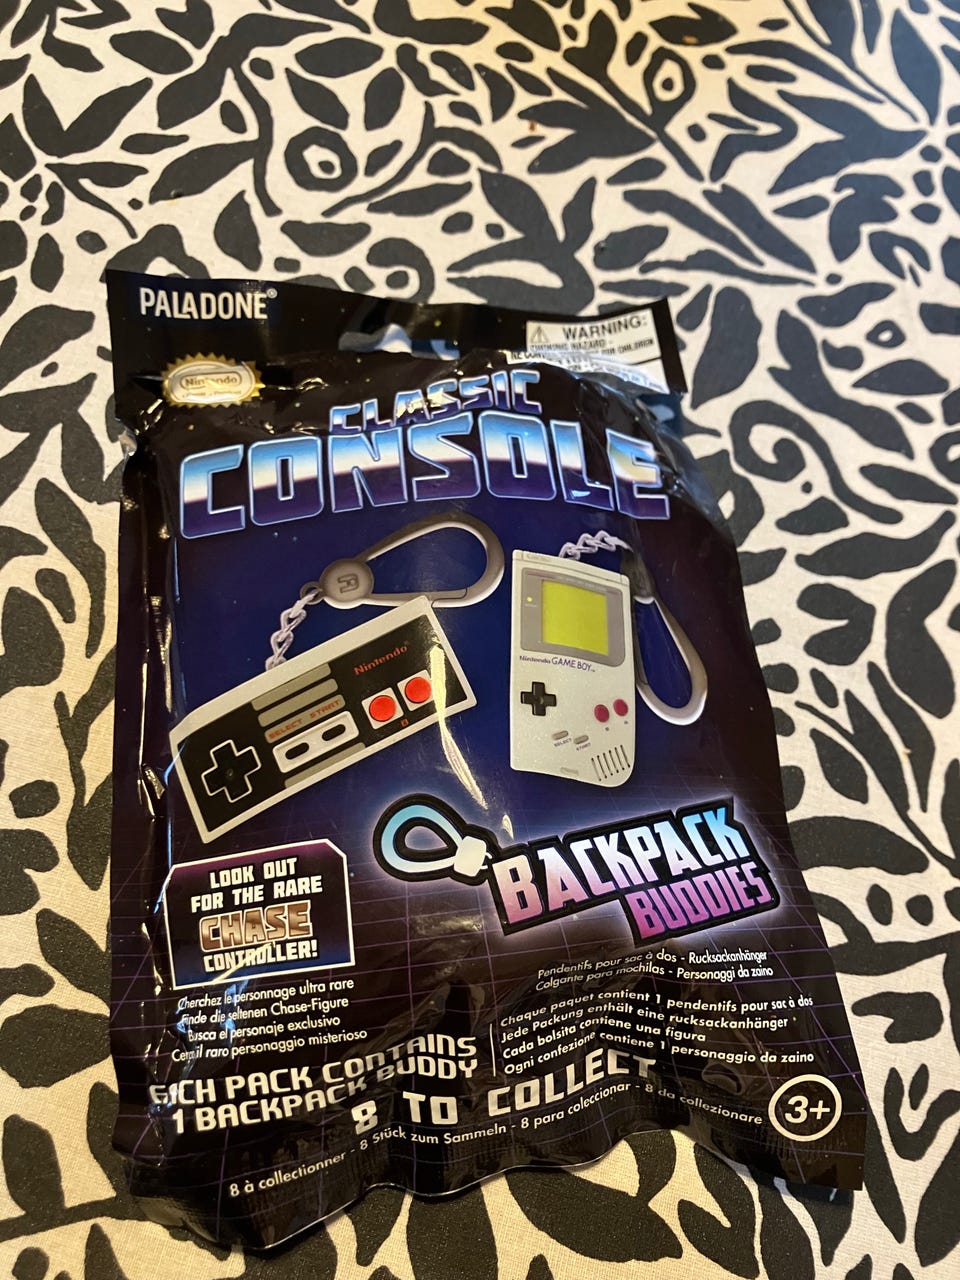 PALADONE®
WARNING:
Nintendo
CLASSIC
CONSOLE
Nintendo®
SELECT START
Nintendo GAME BOY™
SELECT START
BACKPACK
BUDDIES
LOOK OUT
FOR THE RARE
CHASE
CONTROLLER!
Cherchez le personnage ultra rare
Finde die seltenen Chase-Figure
Busca el personaje exclusivo
Cerca il raro personaggio misterioso
Pendentifs pour sac à dos - Rucksackanhänger
Colgante para mochilas - Personaggi da zaino
Chaque paquet contient 1 pendentifs pour sac à dos
Jede Packung enthält eine rucksackanhänger
Cada bolsita contiene una figura
Ogni confezione contiene 1 personaggio da zaino
EACH PACK CONTAINS
1 BACKPACK BUDDY
8 TO COLLECT
8 à collectionner - 8 Stück zum Sammeln - 8 para coleccionar - 8 da collezionare
3+